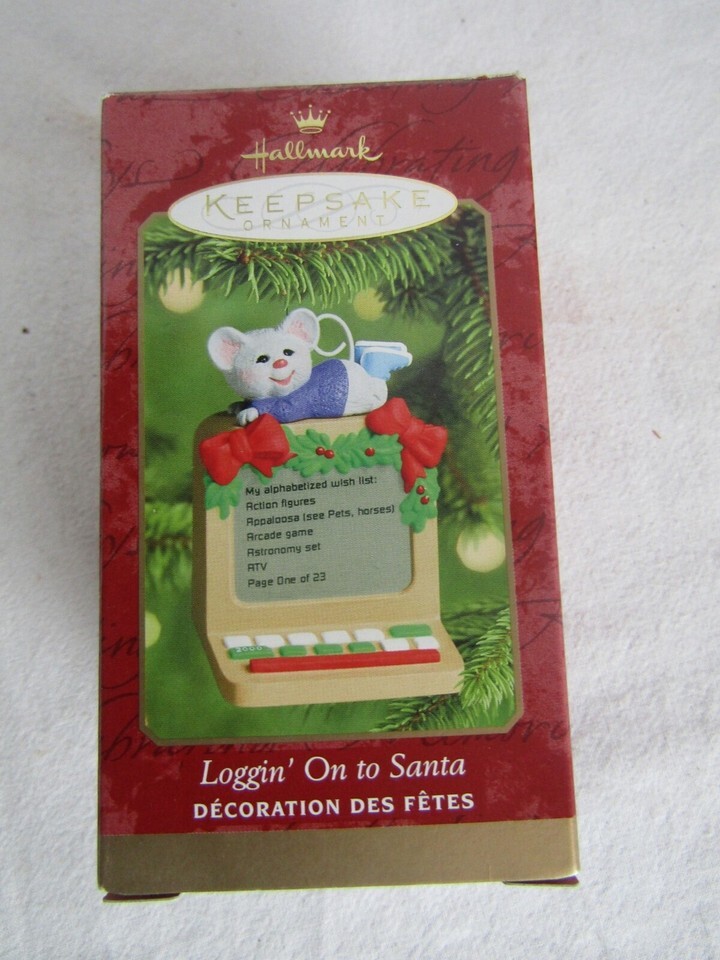 Hallmark
KEEPSAKE
ORNAMENT
My alphabetized wish list:
Action figures
Appaloosa (see Pets, horses)
Arcade game
Astronomy set
ATV
Page One of 23
2000
Loggin' On to Santa
DÉCORATION DES FÊTES